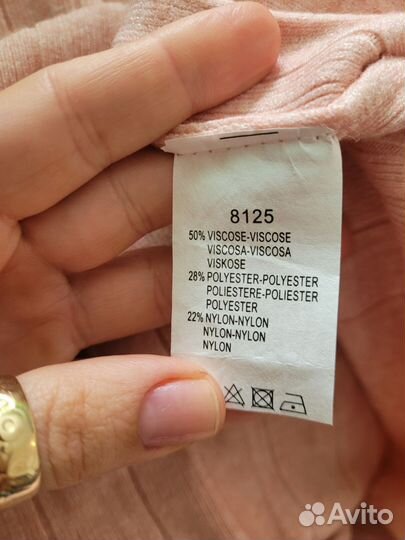 8125
50% VISCOSE-VISCOSE
VISCOSA-VISCOSA
VISKOSE
28% POLYESTER-POLYESTER
POLIESTERE-POLIESTER
POLYESTER
22% NYLON-NYLON
NYLON-NYLON
NYLON
Avito